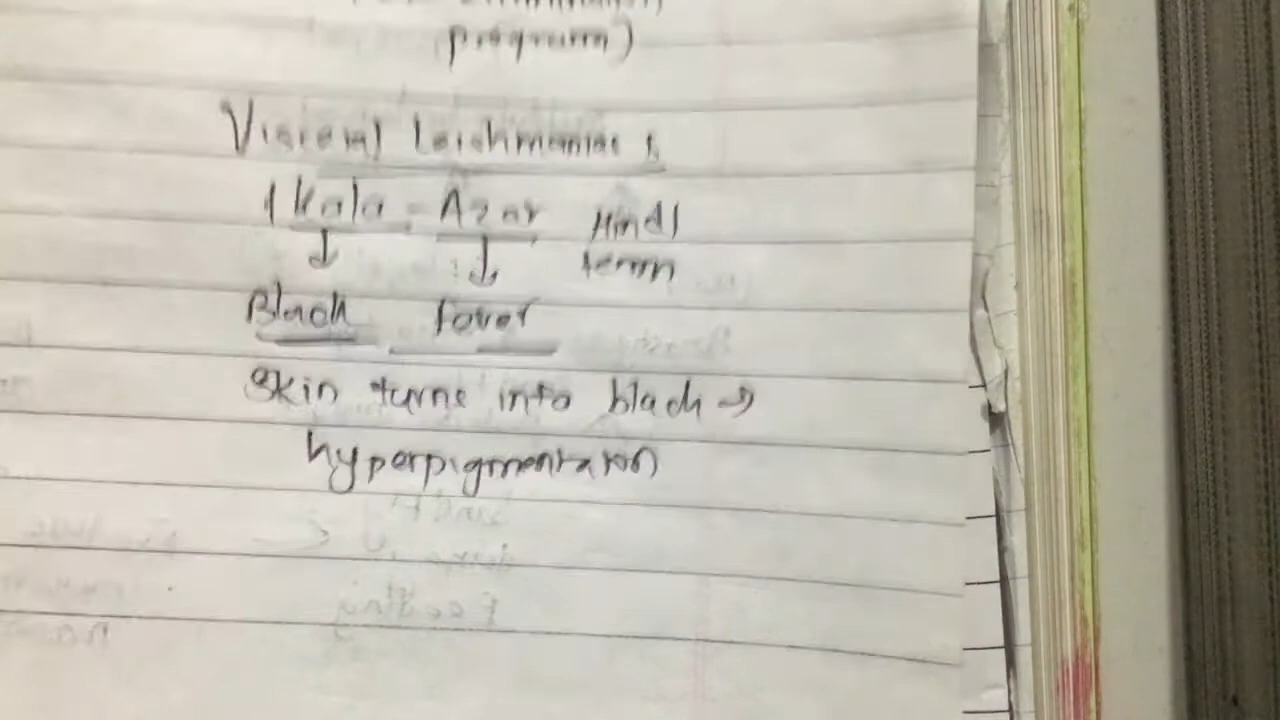 program)
Visceral Leishmaniasis
(Kala - Azar Hindi
term
Black fever
Skin turns into black →
hyperpigmentation